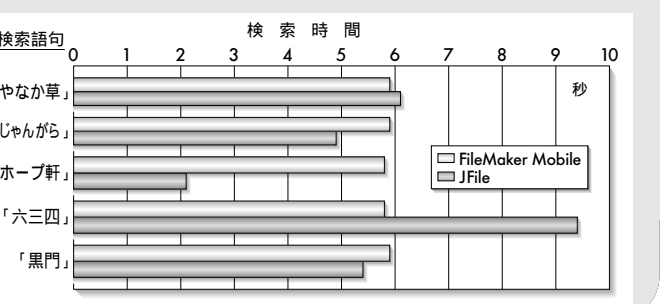 検索時間
検索語句
0 1 2 3 4 5 6 7 8 9 10
秒
やなか草」
じゃんがら」
ホープ軒」
「六三四」
「黒門」
FileMaker Mobile
JFile